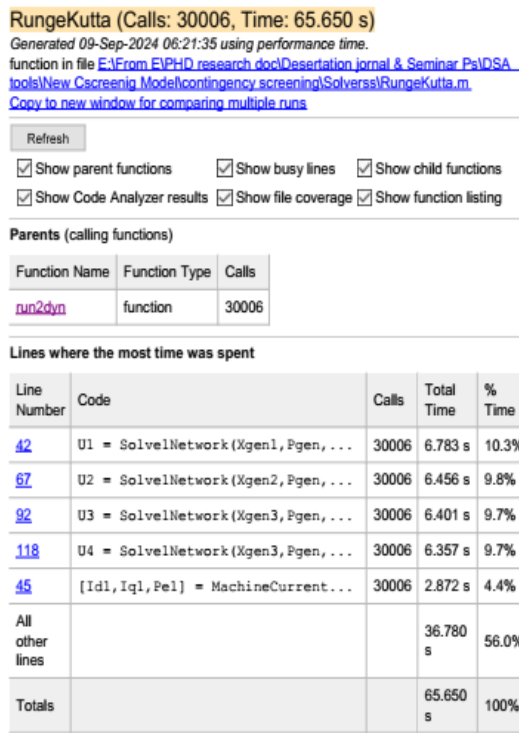 RungeKutta (Calls: 30006, Time: 65.650 s)
Generated 09-Sep-2024 06:21:35 using performance time.
function in file E:\From E\PHD research doc\Desertation jornal & Seminar Ps\DSA
tools\New Cscreenig Model\contingency screening\Solverss\RungeKutta.m
Copy to new window for comparing multiple runs
Refresh
Show parent functions Show busy lines Show child functions
Show Code Analyzer results Show file coverage Show function listing
Parents (calling functions)
Function Name Function Type Calls
run2dyn function 30006
Lines where the most time was spent
Line Number Code Calls Total Time % Time
42 U1 = SolvelNetwork(Xgen1,Pgen,... 30006 6.783 s 10.3%
67 U2 = SolvelNetwork(Xgen2,Pgen,... 30006 6.456 s 9.8%
92 U3 = SolvelNetwork(Xgen3,Pgen,... 30006 6.401 s 9.7%
118 U4 = SolvelNetwork(Xgen3,Pgen,... 30006 6.357 s 9.7%
45 [Id1,Iq1,Pe1] = MachineCurrent... 30006 2.872 s 4.4%
All other lines 36.780 s 56.0%
Totals 65.650 s 100%